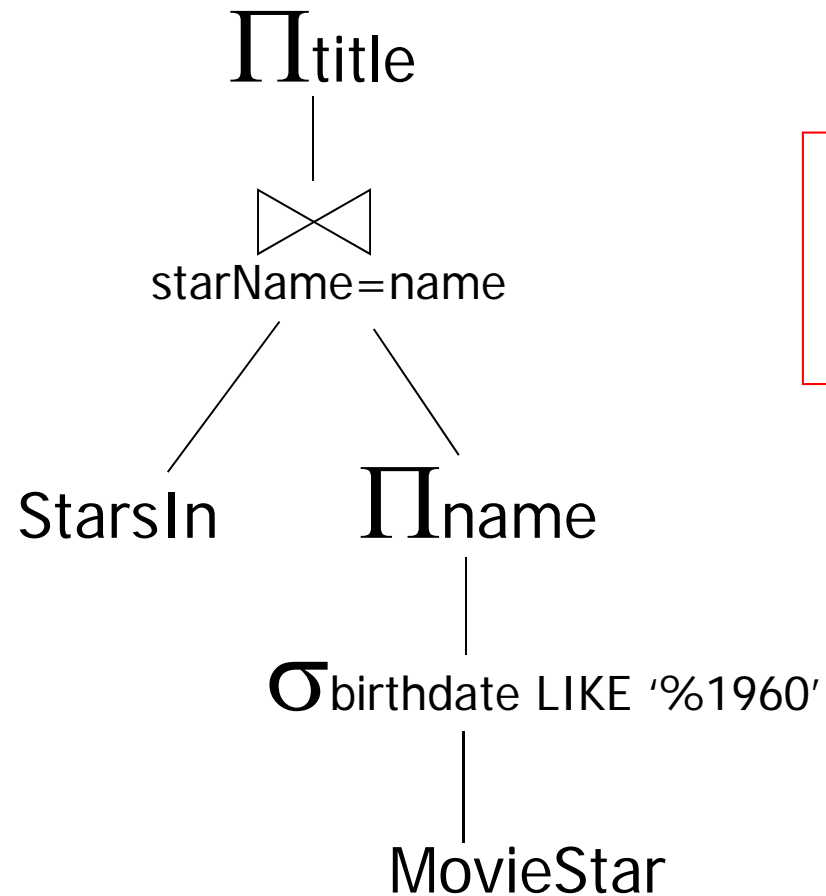 Πtitle
⋈
starName=name
StarsIn Πname
σbirthdate LIKE ‘%1960’
MovieStar